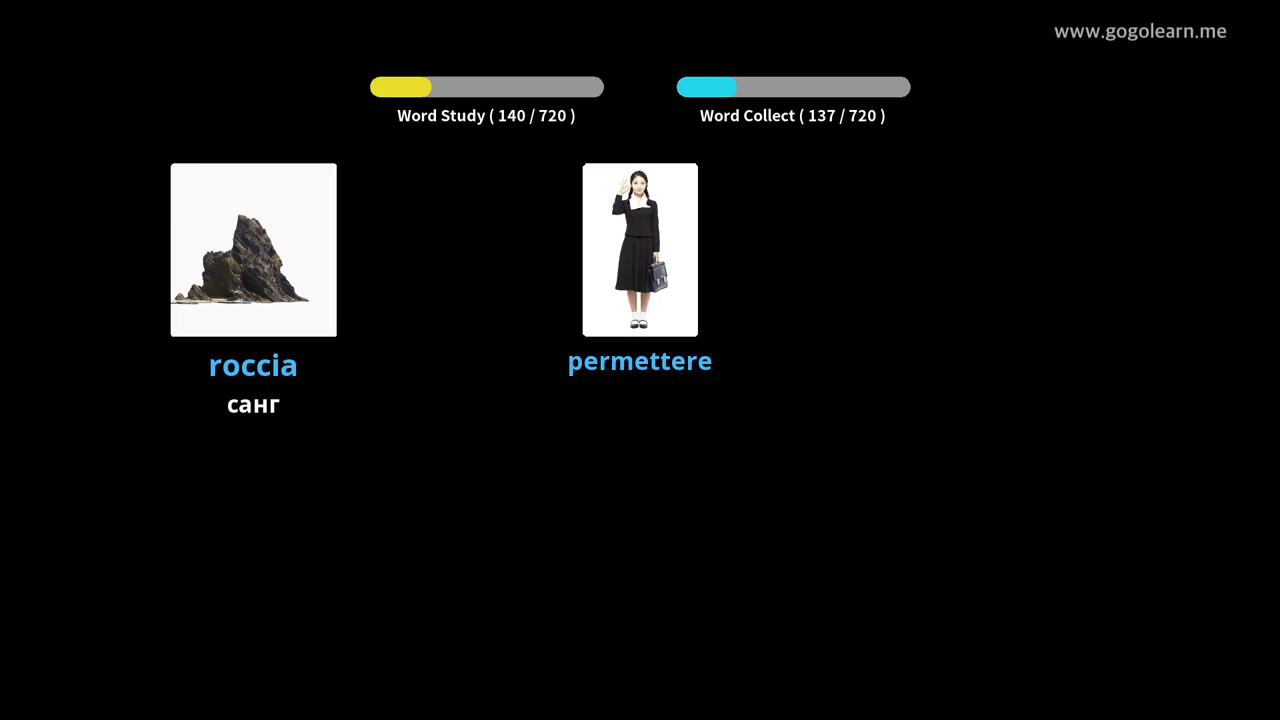 www.gogolearn.me
Word Study ( 140 / 720 )
Word Collect ( 137 / 720 )
roccia
permettere
санг